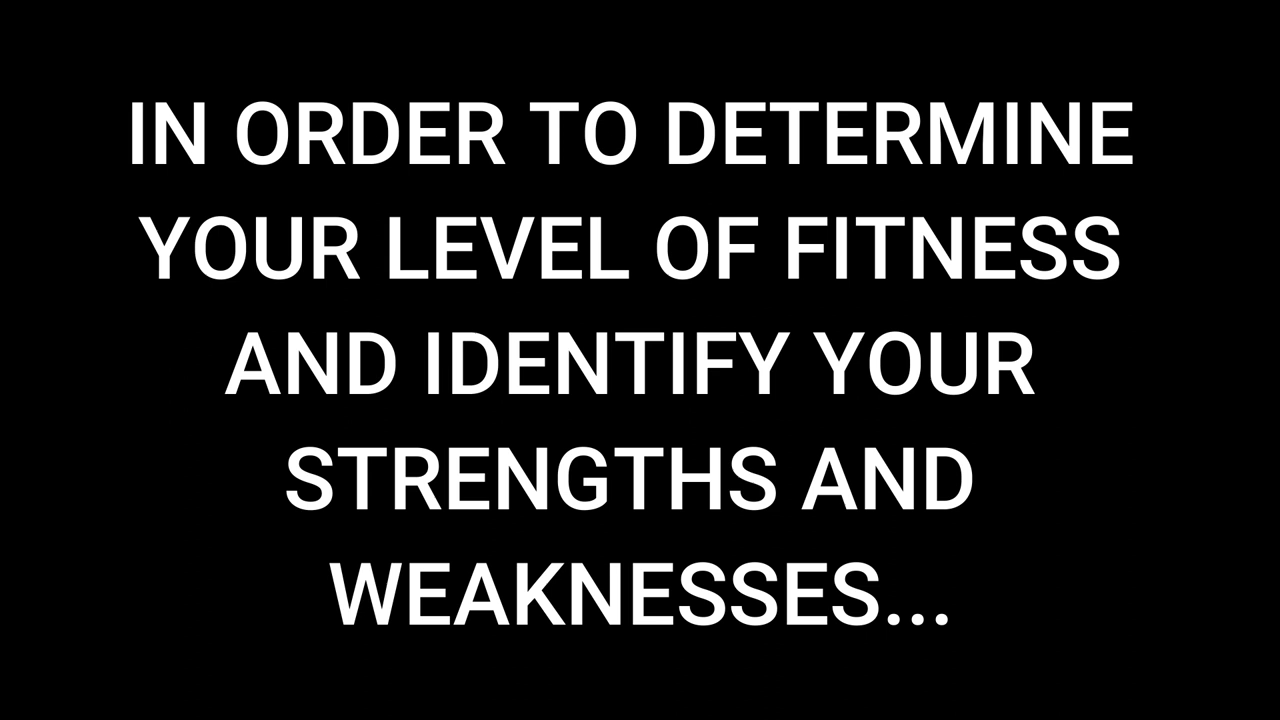 IN ORDER TO DETERMINE
YOUR LEVEL OF FITNESS
AND IDENTIFY YOUR
STRENGTHS AND
WEAKNESSES...